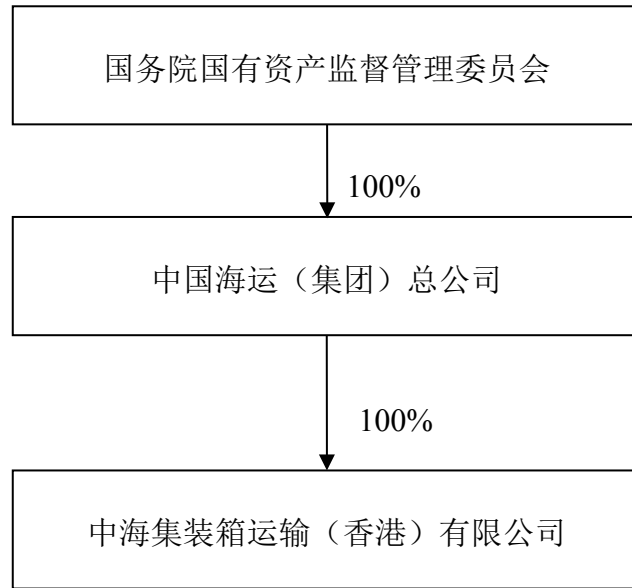 国务院国有资产监督管理委员会
100%
中国海运（集团）总公司
100%
中海集装箱运输（香港）有限公司